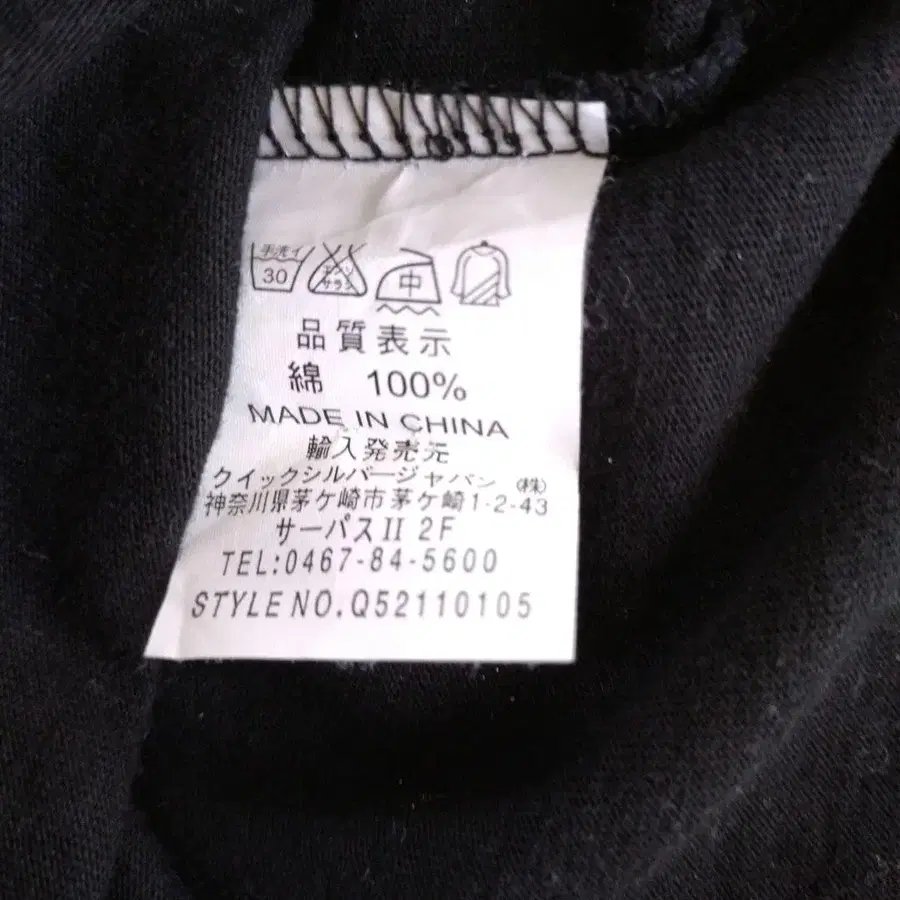 手洗イ
30
エンソ
サラシ
中
品質表示
綿 100%
MADE IN CHINA
輸入発売元
クイックシルバージャパン (株)
神奈川県茅ケ崎市茅ケ崎1-2-43
サーパスII 2F
TEL:0467-84-5600
STYLE NO.Q52110105